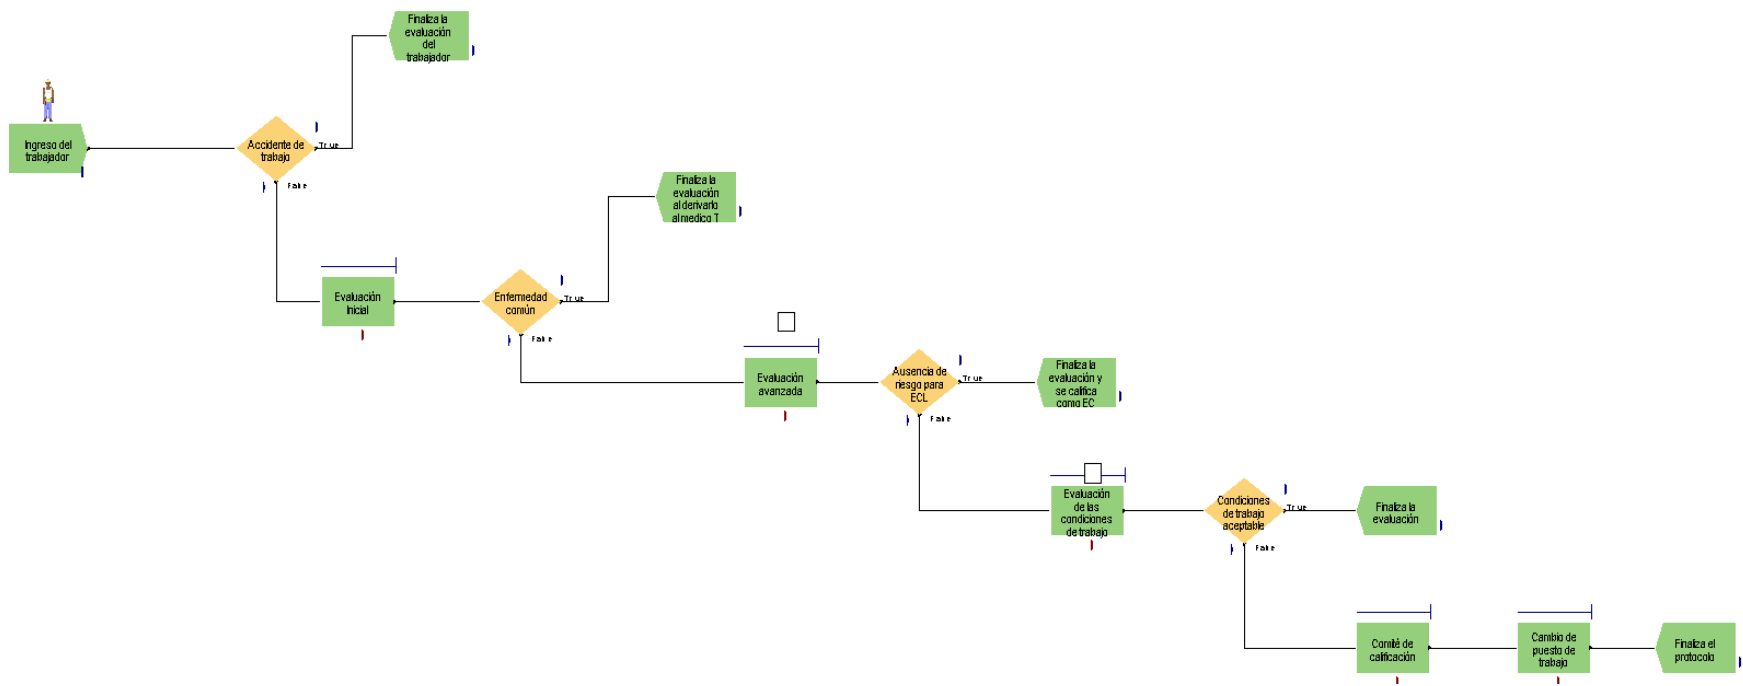 Finaliza la
evaluación
del
trabajador
Ingreso del
trabajador
Accidente de
trabajo
True
False
Finaliza la
evaluación
al derivarlo
al medico T
Evaluación
Inicial
Enfermedad
común
True
False
Evaluación
avanzada
Ausencia de
riesgo para
ECL
True
False
Finaliza la
evaluación y
se califica
como EC
Evaluación
de las
condiciones
de trabajo
Condiciones
de trabajo
aceptable
True
False
Finaliza la
evaluación
Comité de
calificación
Cambio de
puesto de
trabajo
Finaliza el
protocolo